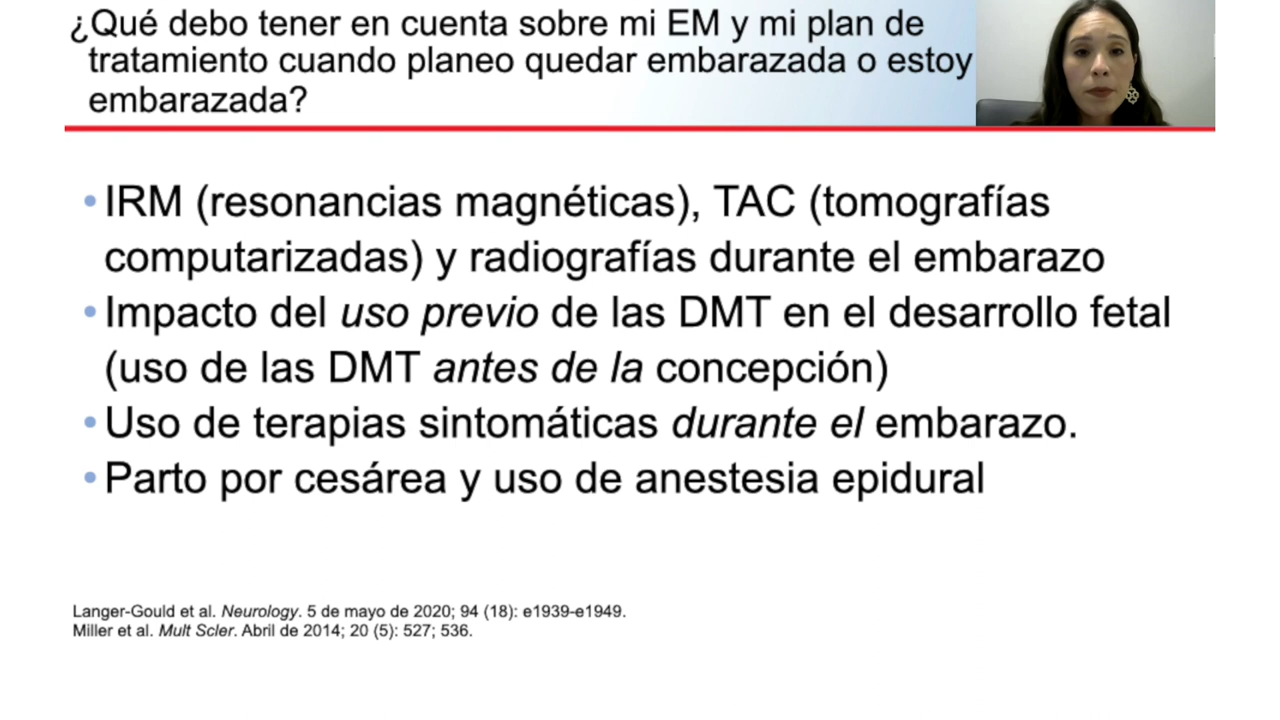 ¿Qué debo tener en cuenta sobre mi EM y mi plan de
tratamiento cuando planeo quedar embarazada o estoy
embarazada?
• IRM (resonancias magnéticas), TAC (tomografías
computarizadas) y radiografías durante el embarazo
• Impacto del uso previo de las DMT en el desarrollo fetal
(uso de las DMT antes de la concepción)
• Uso de terapias sintomáticas durante el embarazo.
• Parto por cesárea y uso de anestesia epidural
Langer-Gould et al. Neurology. 5 de mayo de 2020; 94 (18): e1939-e1949.
Miller et al. Mult Scler. Abril de 2014; 20 (5): 527; 536.